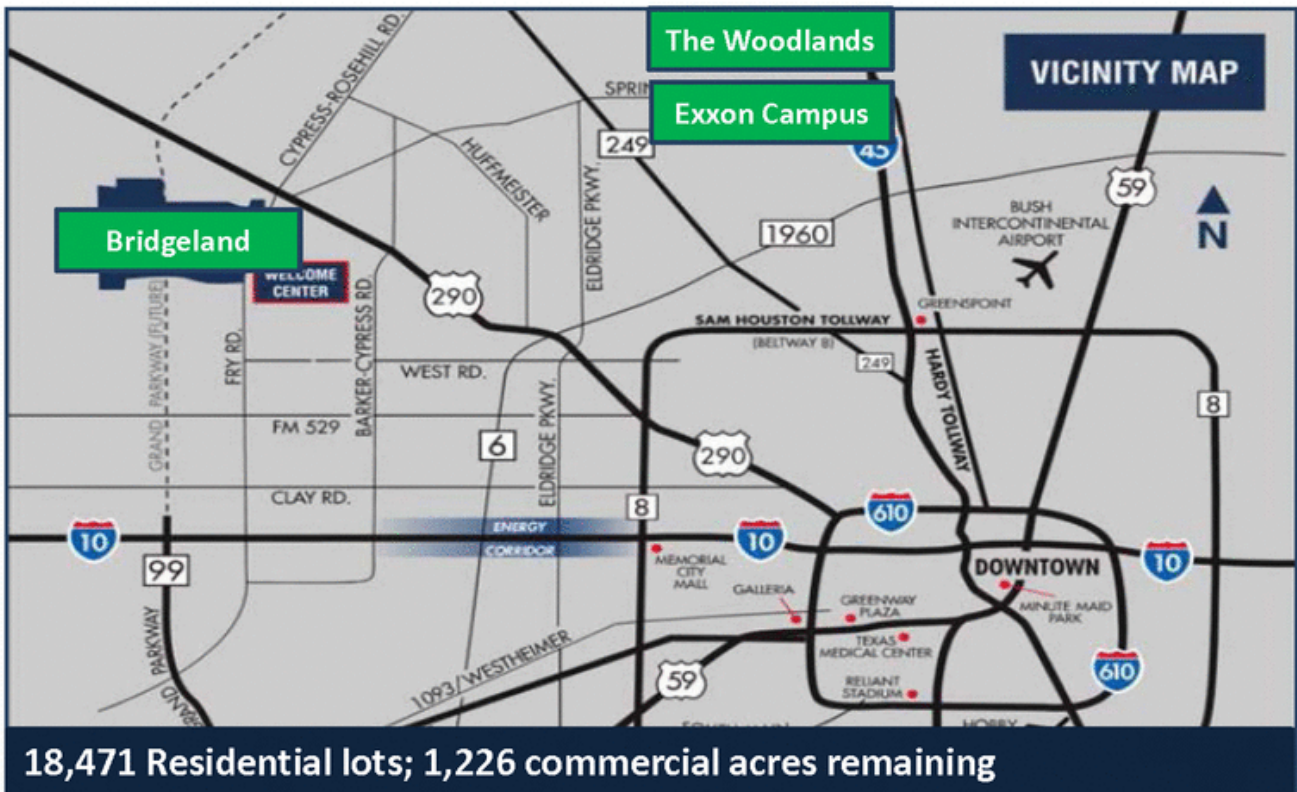 The Woodlands
VICINITY MAP
Exxon Campus
CYPRESS-ROSEHILL RD.
HUFFMEISTER
ELDRIDGE PKWY.
249
45
59
BUSH
INTERCONTINENTAL
AIRPORT
N
1960
Bridgeland
WELCOME
CENTER
290
GREENSPOINT
SAM HOUSTON TOLLWAY
(BELTWAY 8)
249
HARDY TOLLWAY
GRAND PARKWAY (FUTURE)
FRY RD.
BARKER-CYPRESS RD.
WEST RD.
ELDRIDGE PKWY.
8
FM 529
6
290
CLAY RD.
8
610
ENERGY
CORRIDOR
10
10
10
99
MEMORIAL
CITY
MALL
DOWNTOWN
GALLERIA
GREENWAY
PLAZA
MINUTE MAID
PARK
TEXAS
MEDICAL CENTER
1093/WESTHEIMER
PARKWAY
59
RELIANT
STADIUM
610
HOBBY
18,471 Residential lots; 1,226 commercial acres remaining